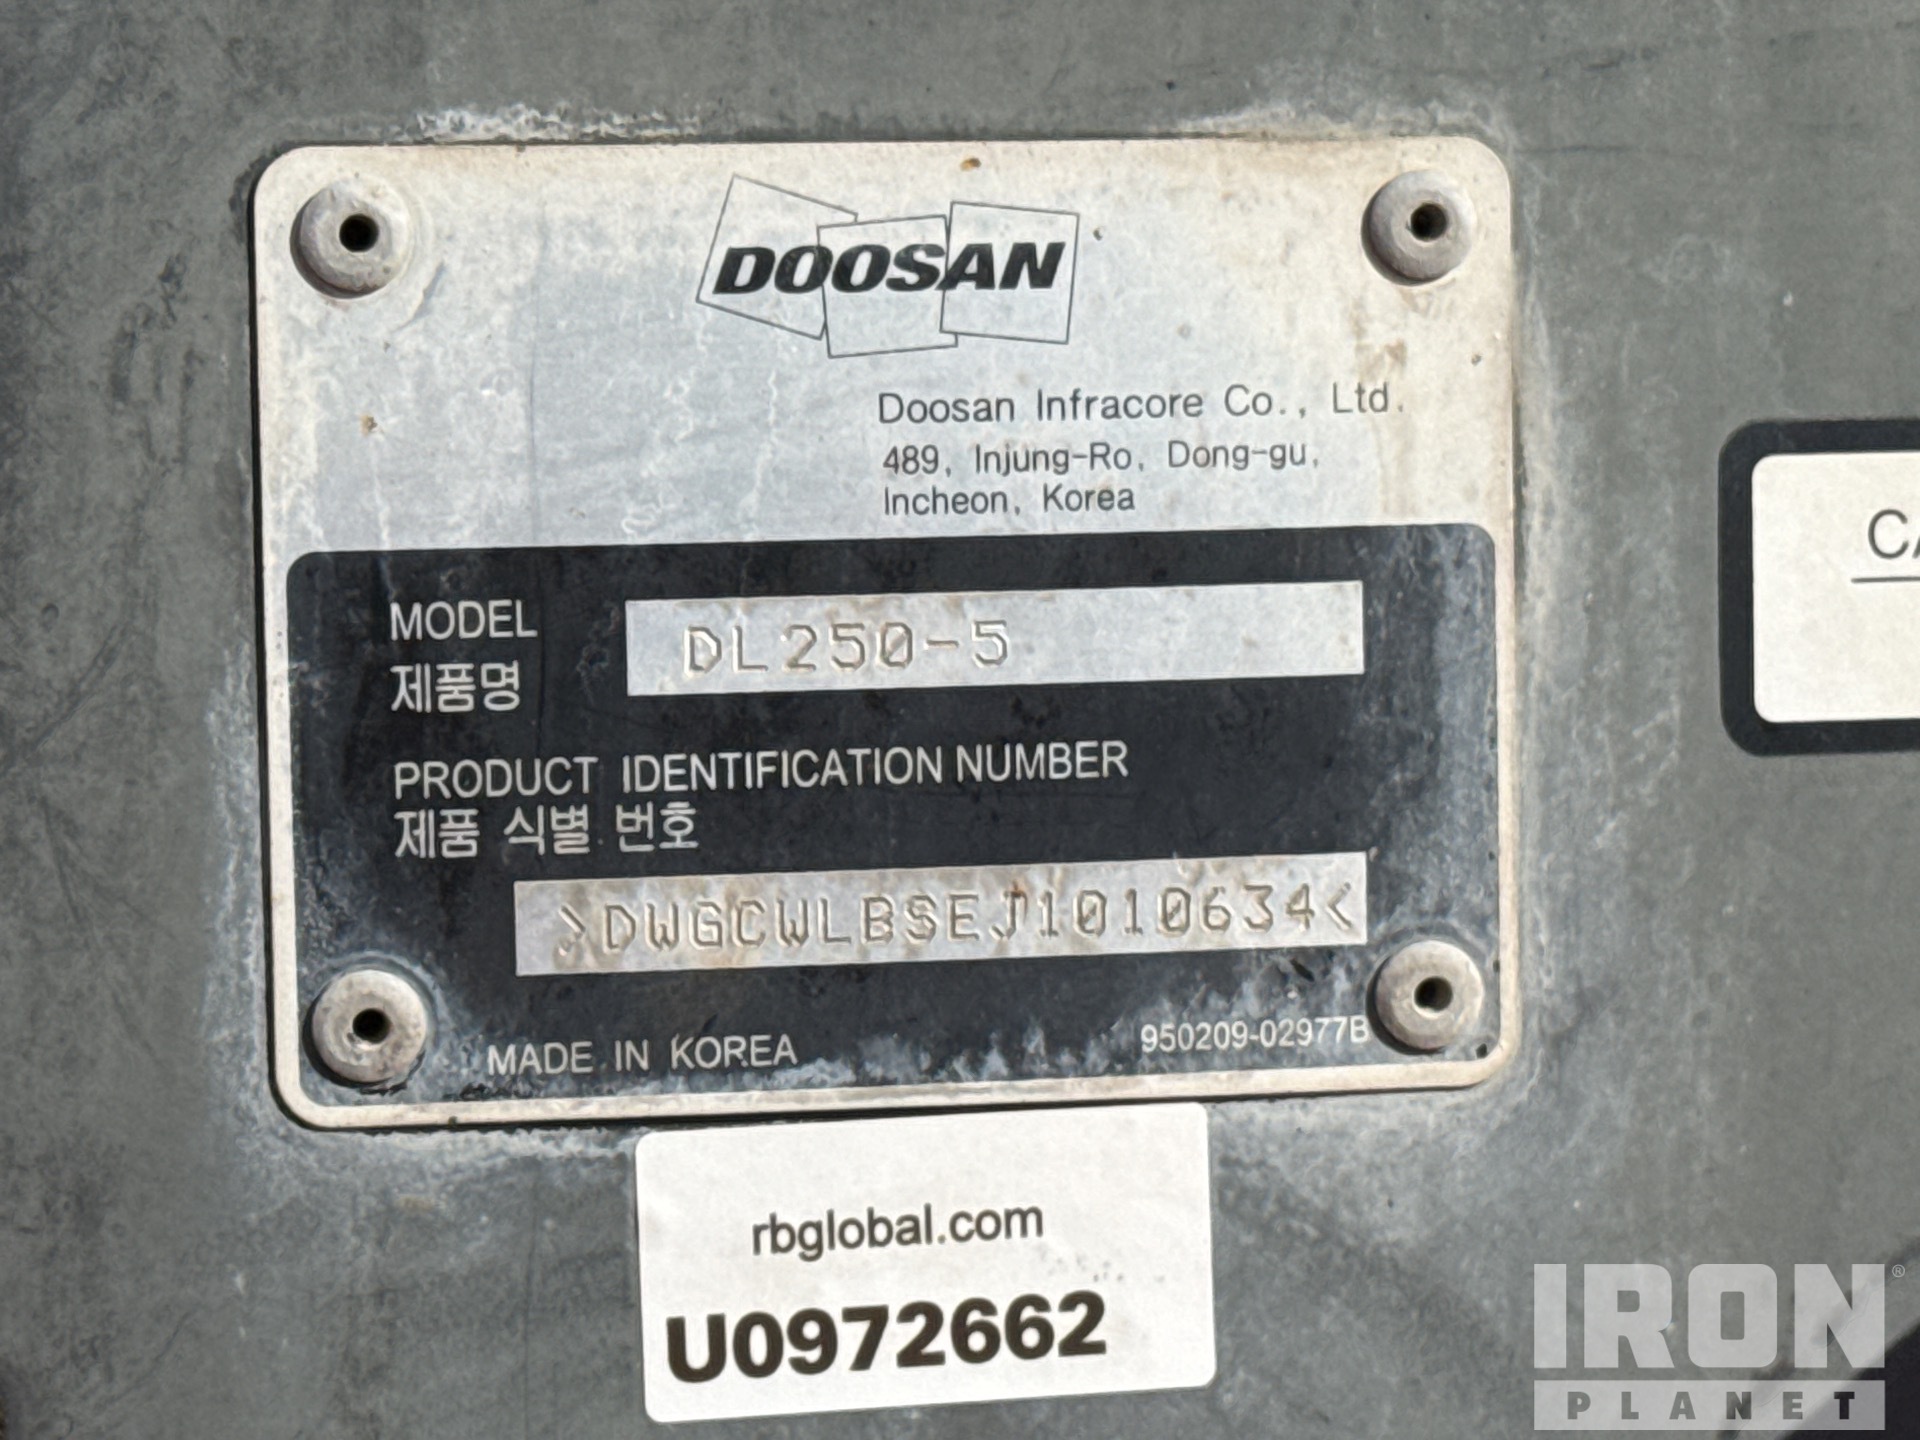 DOOSAN
Doosan Infracore Co., Ltd.
489, Injung-Ro, Dong-gu,
Incheon, Korea
MODEL
제품명
DL250-5
PRODUCT IDENTIFICATION NUMBER
제품 식별 번호
>DWGCWLBSEJ1010634<
MADE IN KOREA
950209-02977B
rbglobal.com
U0972662
IRON®
PLANET